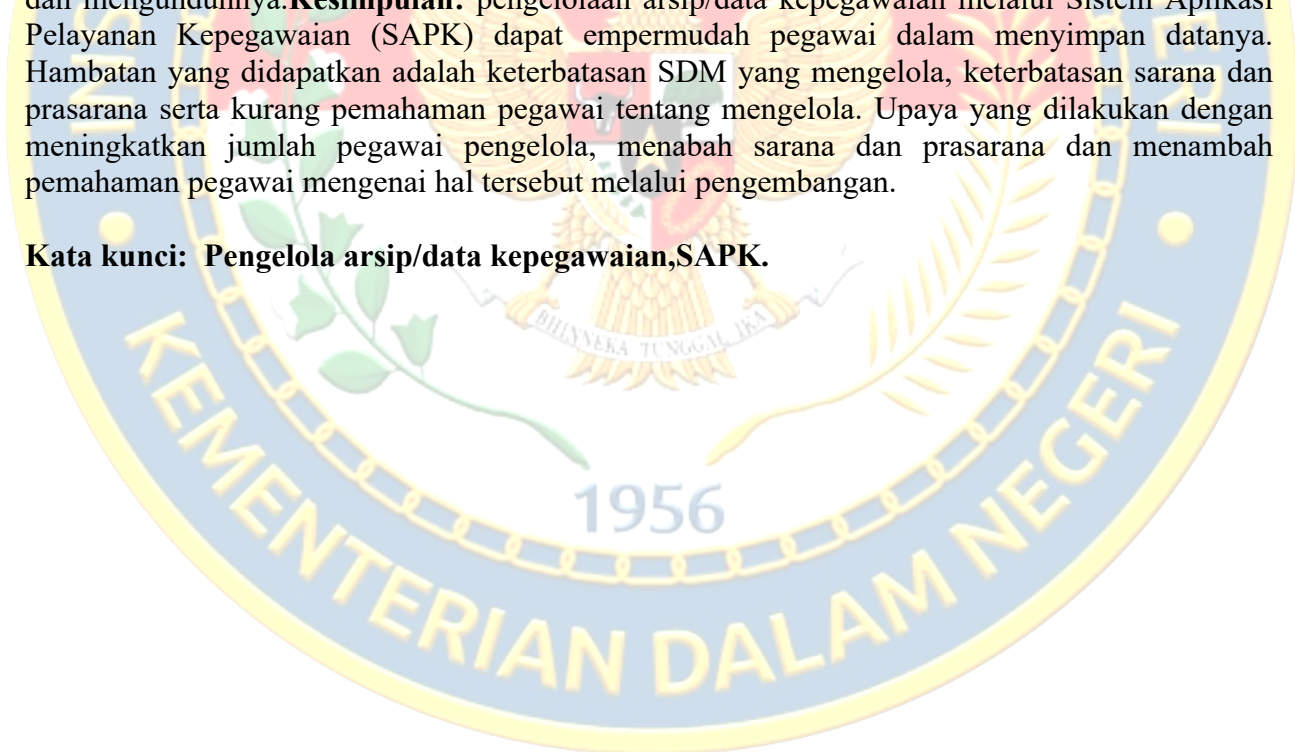 dan mengunduhnya.Kesimpulan: pengelolaan arsip/data kepegawaian melalui Sistem Aplikasi
Pelayanan Kepegawaian (SAPK) dapat empermudah pegawai dalam menyimpan datanya.
Hambatan yang didapatkan adalah keterbatasan SDM yang mengelola, keterbatasan sarana dan
prasarana serta kurang pemahaman pegawai tentang mengelola. Upaya yang dilakukan dengan
meningkatkan jumlah pegawai pengelola, menabah sarana dan prasarana dan menambah
pemahaman pegawai mengenai hal tersebut melalui pengembangan.
Kata kunci: Pengelola arsip/data kepegawaian,SAPK.
BHINNEKA TUNGGAL IKA
1956
KEMENTERIAN DALAM NEGERI